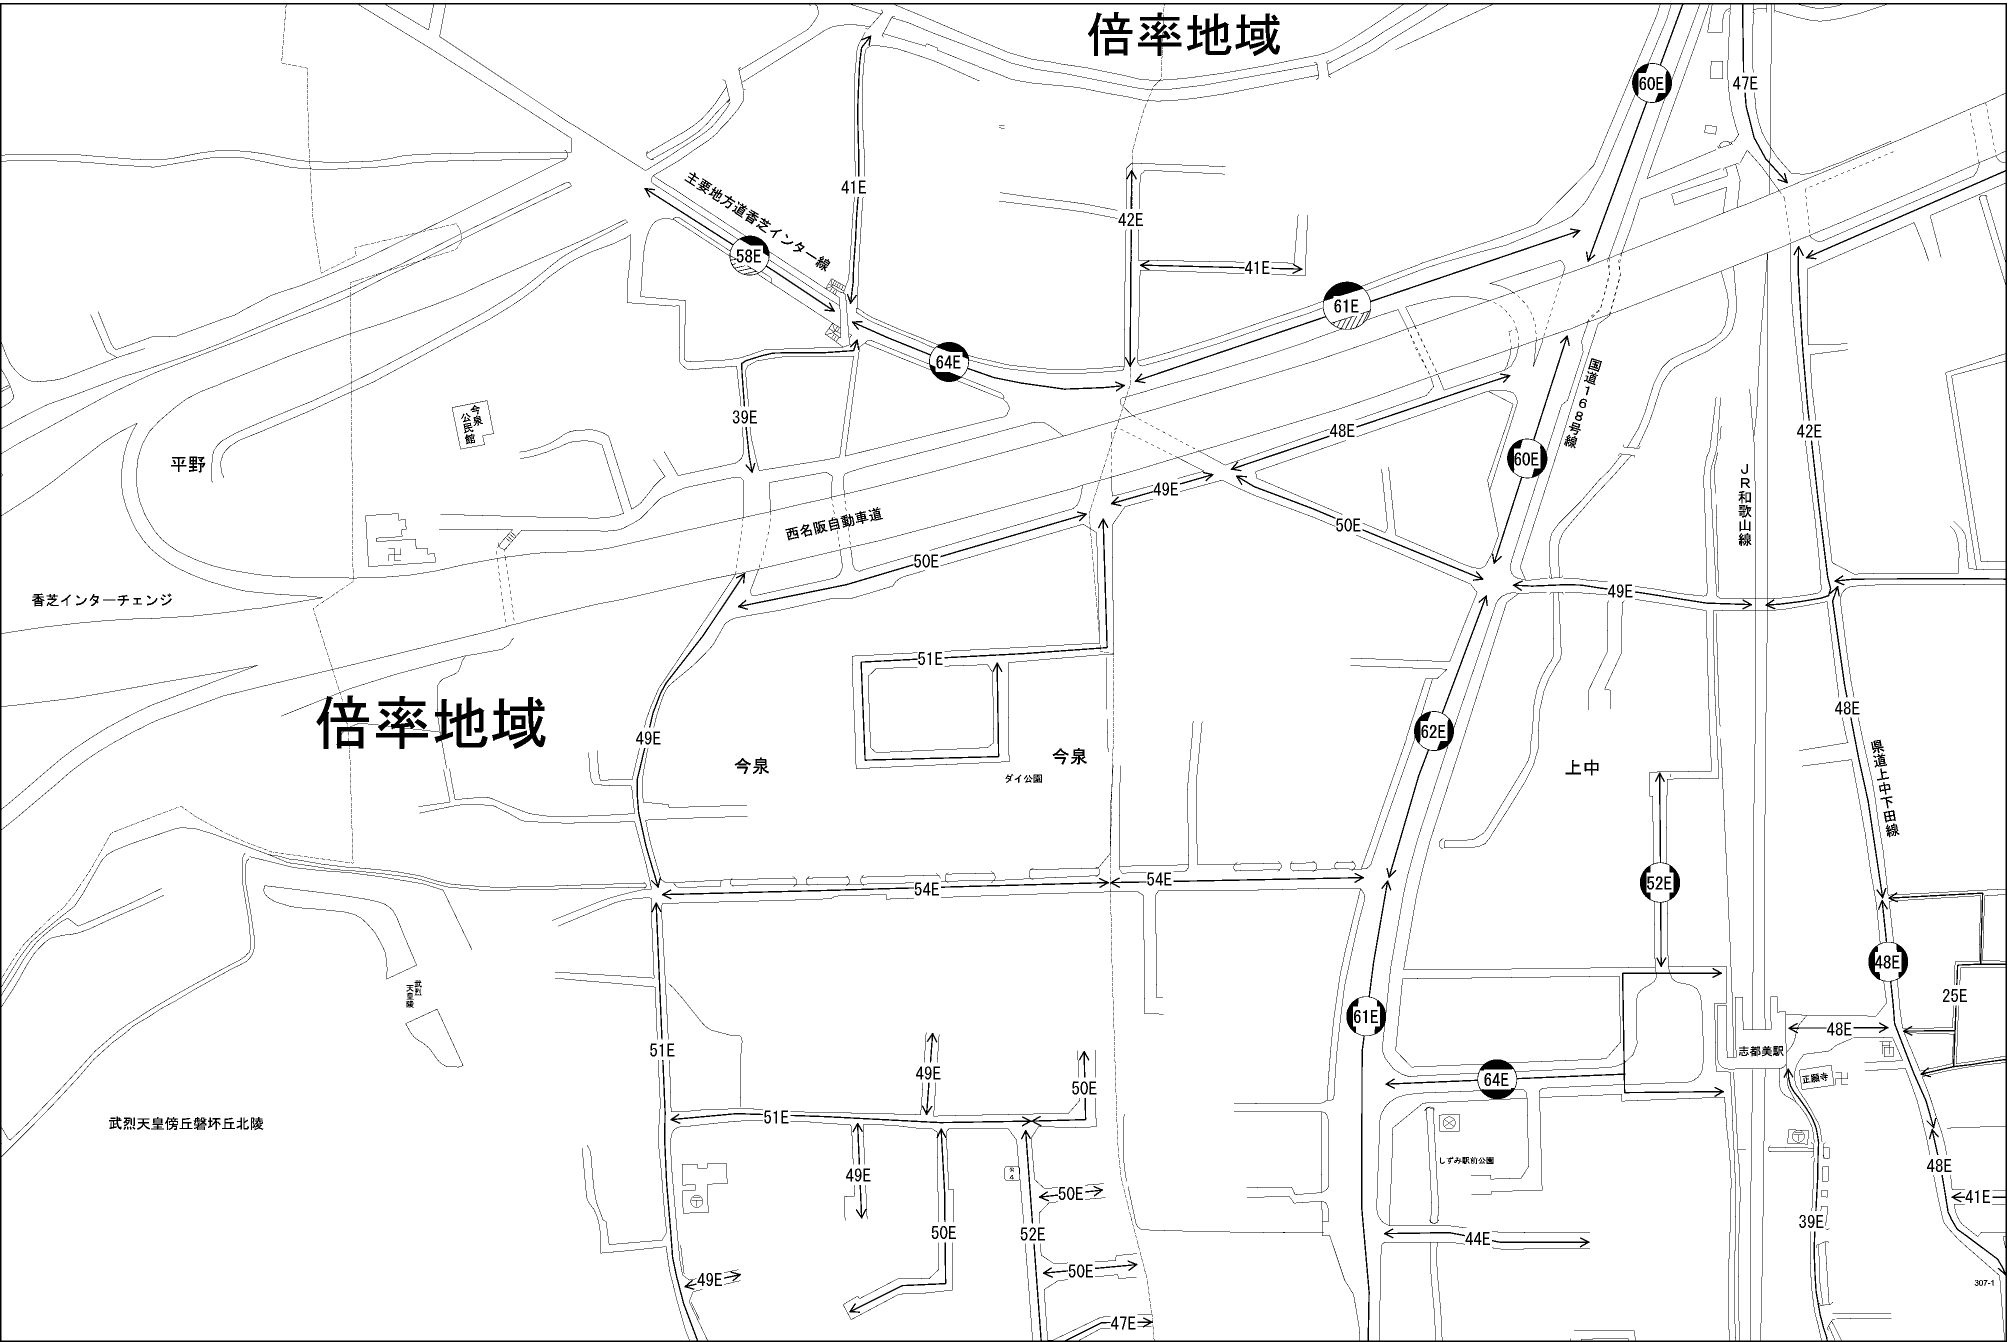 倍率地域
60E
47E
主要地方道香芝インター線
41E
42E
58E
41E
61E
64E
国道168号線
39E
48E
42E
今泉
公民館
平野
60E
JR和歌山線
49E
西名阪自動車道
50E
50E
香芝インターチェンジ
49E
51E
倍率地域
49E
62E
48E
今泉
今泉
上中
ダイ公園
県道上中下田線
54E
54E
52E
48E
武烈
天皇陵
25E
61E
48E
51E
志都美駅
49E
64E
正願寺
50E
51E
武烈天皇傍丘磐坏丘北陵
しずみ駅前公園
49E
48E
50E
41E
39E
50E
52E
44E
50E
49E
307-1
47E